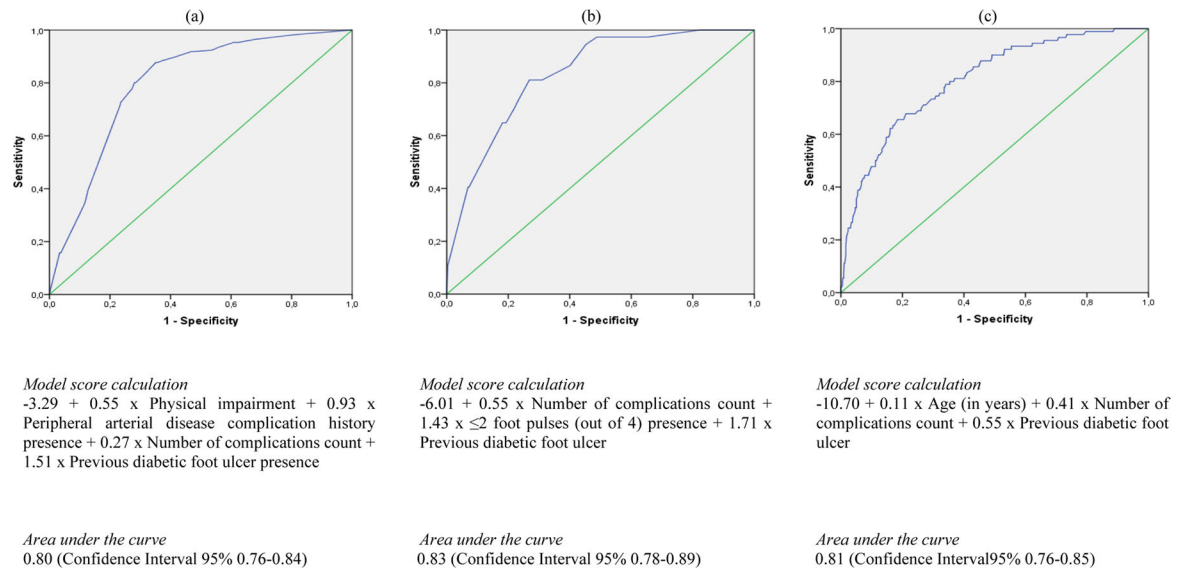 (a)
1,0
0,8
0,6
0,4
0,2
0,0
Sensitivity
0,0 0,2 0,4 0,6 0,8 1,0
1 - Specificity
Model score calculation
-3.29 + 0.55 x Physical impairment + 0.93 x
Peripheral arterial disease complication history
presence + 0.27 x Number of complications count +
1.51 x Previous diabetic foot ulcer presence
Area under the curve
0.80 (Confidence Interval 95% 0.76-0.84)
(b)
1,0
0,8
0,6
0,4
0,2
0,0
Sensitivity
0,0 0,2 0,4 0,6 0,8 1,0
1 - Specificity
Model score calculation
-6.01 + 0.55 x Number of complications count +
1.43 x ≤2 foot pulses (out of 4) presence + 1.71 x
Previous diabetic foot ulcer
Area under the curve
0.83 (Confidence Interval 95% 0.78-0.89)
(c)
1,0
0,8
0,6
0,4
0,2
0,0
Sensitivity
0,0 0,2 0,4 0,6 0,8 1,0
1 - Specificity
Model score calculation
-10.70 + 0.11 x Age (in years) + 0.41 x Number of
complications count + 0.55 x Previous diabetic foot
ulcer
Area under the curve
0.81 (Confidence Interval95% 0.76-0.85)